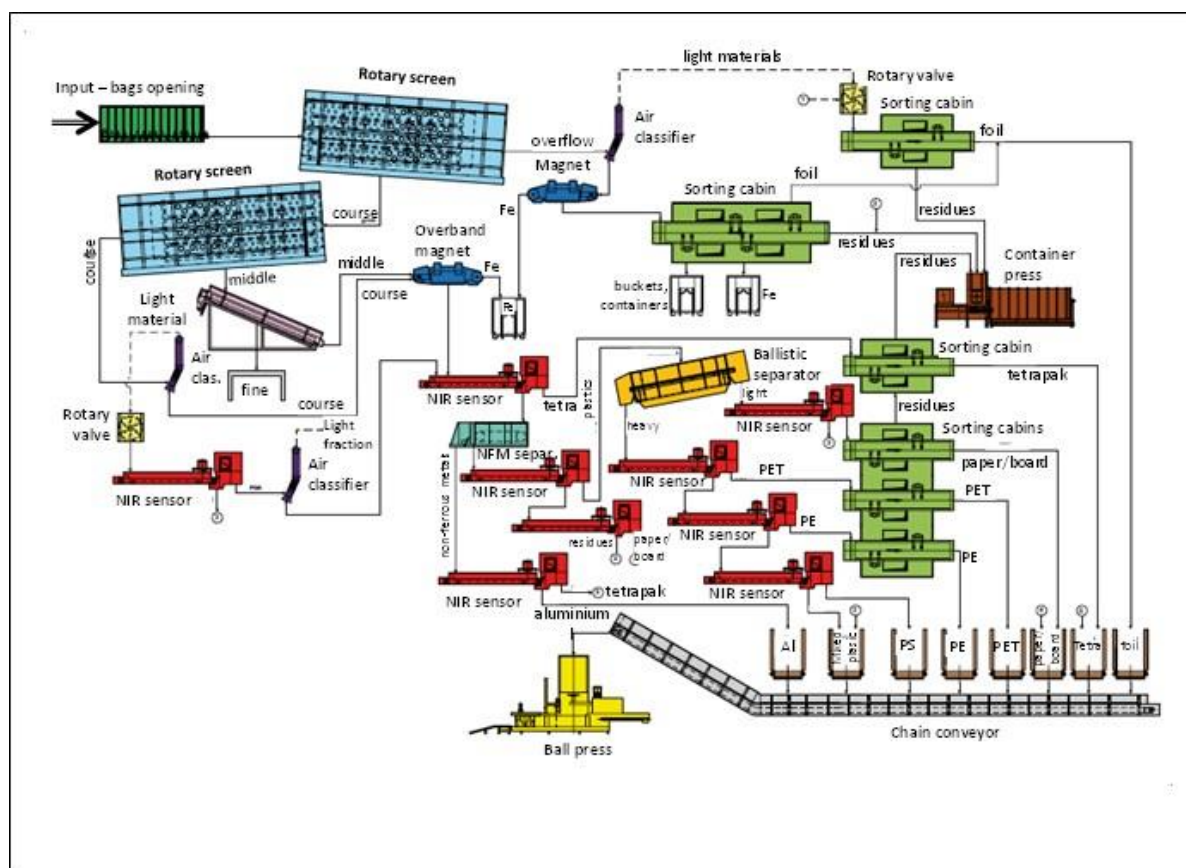 light materials
Rotary screen
Rotary valve
Input – bags opening
Sorting cabin
Air
classifier
foil
overflow
Magnet
foil
Rotary screen
Sorting cabin
Fe
course
residues
Overband
magnet
residues
course
middle
Fe
residues
Container
press
middle
course
buckets,
containers
Fe
Light
material
Fe
Air
clas.
Ballistic
separator
Sorting cabin
fine
tetrapak
NIR sensor
tetra
plastics
light
course
residues
Rotary
valve
Light
fraction
heavy
NIR sensor
Sorting cabins
NFM separ.
paper/board
Air
classifier
PET
PET
NIR sensor
NIR sensor
NIR sensor
non-ferrous metals
PE
residues
paper/
board
NIR sensor
PE
NIR sensor
tetrapak
NIR sensor
aluminium
Al
Mixed
plastic
PS
PE
PET
paper/
board
Tetra
foil
Ball press
Chain conveyor